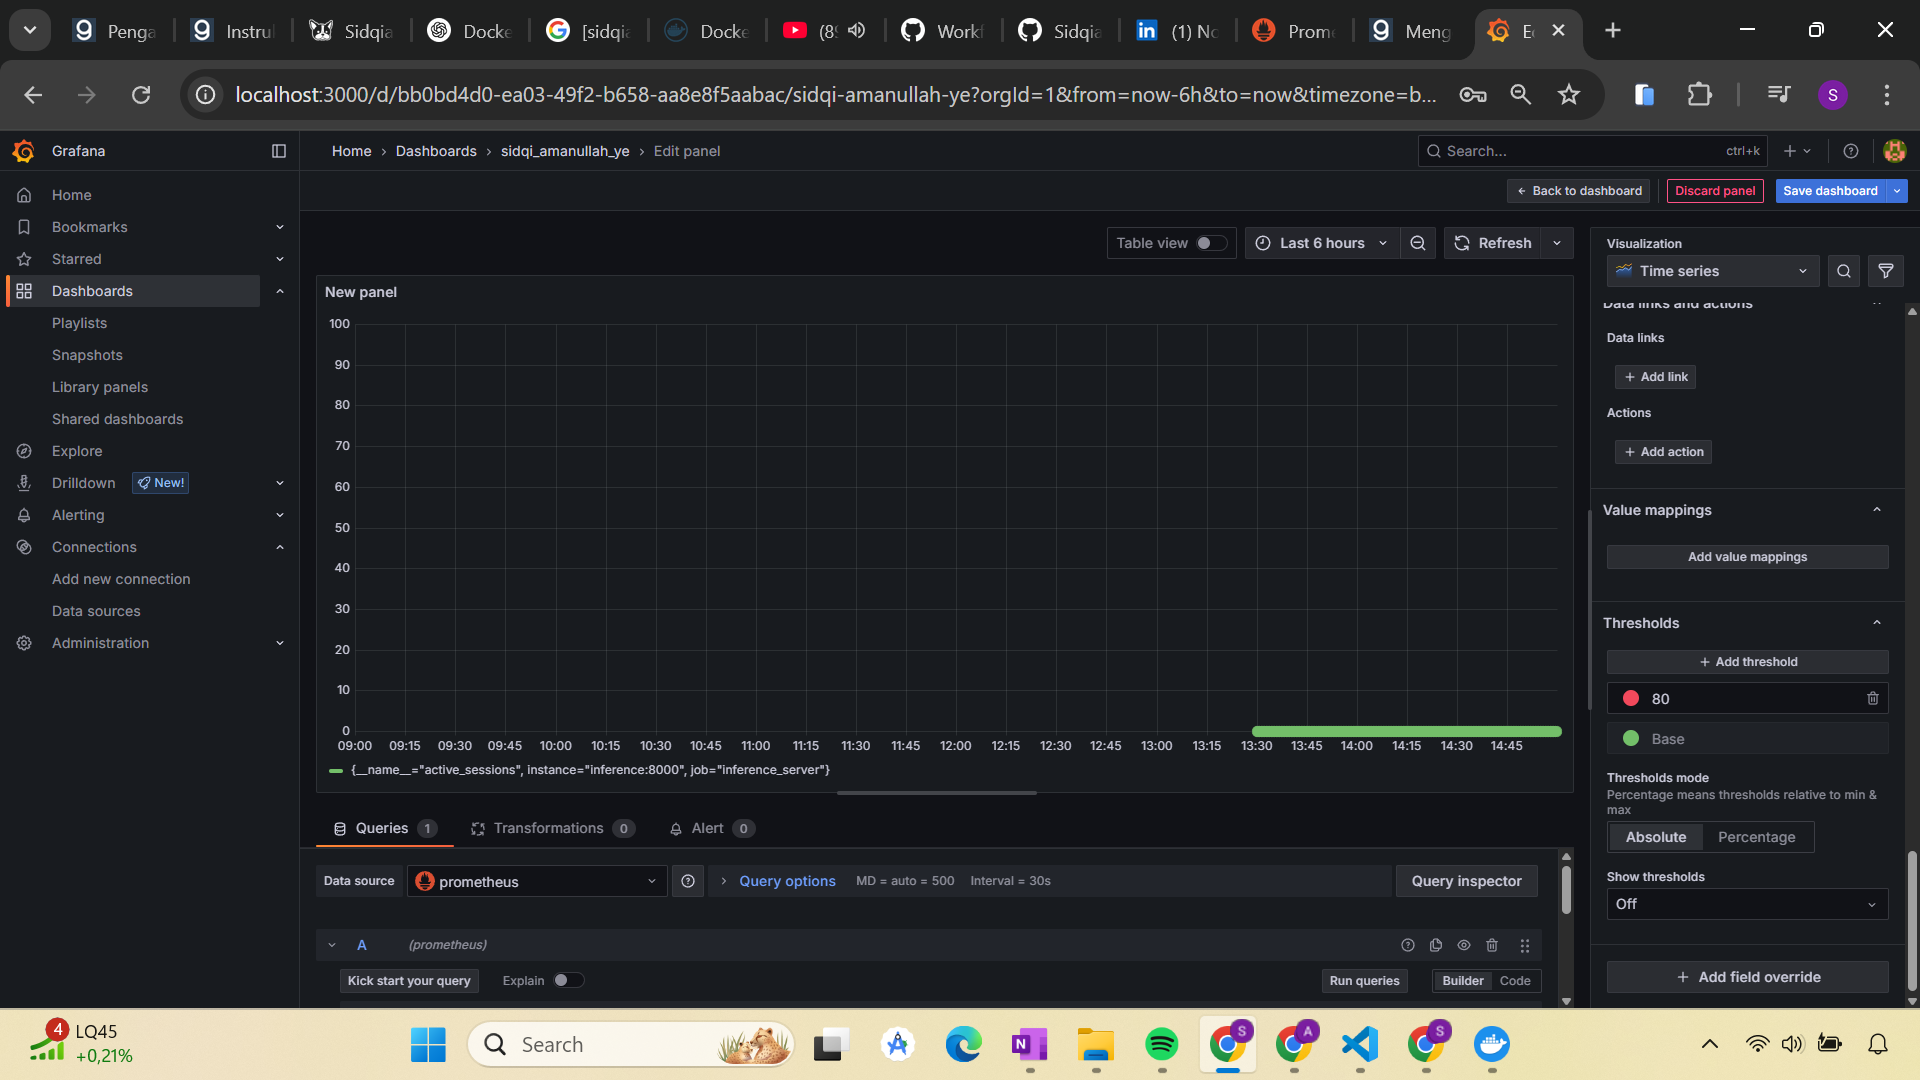 Penga
Instru
Sidqia
Docke
[sidqia
Docke
(89
Workf
Sidqia
(1) No
Prome
Meng
localhost:3000/d/bb0bd4d0-ea03-49f2-b658-aa8e8f5aabac/sidqi-amanullah-ye?orgId=1&from=now-6h&to=now&timezone=b...
S
Grafana
Home › Dashboards › sidqi_amanullah_ye › Edit panel
Search... ctrl+k
Back to dashboard
Discard panel
Save dashboard
Home
Bookmarks
Starred
Dashboards
Playlists
Snapshots
Library panels
Shared dashboards
Explore
Drilldown New!
Alerting
Connections
Add new connection
Data sources
Administration
Table view
Last 6 hours
Refresh
New panel
100
90
80
70
60
50
40
30
20
10
0
09:00 09:15 09:30 09:45 10:00 10:15 10:30 10:45 11:00 11:15 11:30 11:45 12:00 12:15 12:30 12:45 13:00 13:15 13:30 13:45 14:00 14:15 14:30 14:45
{__name__="active_sessions", instance="inference:8000", job="inference_server"}
Queries 1
Transformations 0
Alert 0
Data source prometheus
Query options MD = auto = 500 Interval = 30s
Query inspector
A (prometheus)
Kick start your query
Explain
Run queries
Builder Code
Visualization
Time series
Data links and actions
Data links
+ Add link
Actions
+ Add action
Value mappings
Add value mappings
Thresholds
+ Add threshold
80
Base
Thresholds mode
Percentage means thresholds relative to min &
max
Absolute Percentage
Show thresholds
Off
+ Add field override
4
LQ45
+0,21%
Search
S
A
S